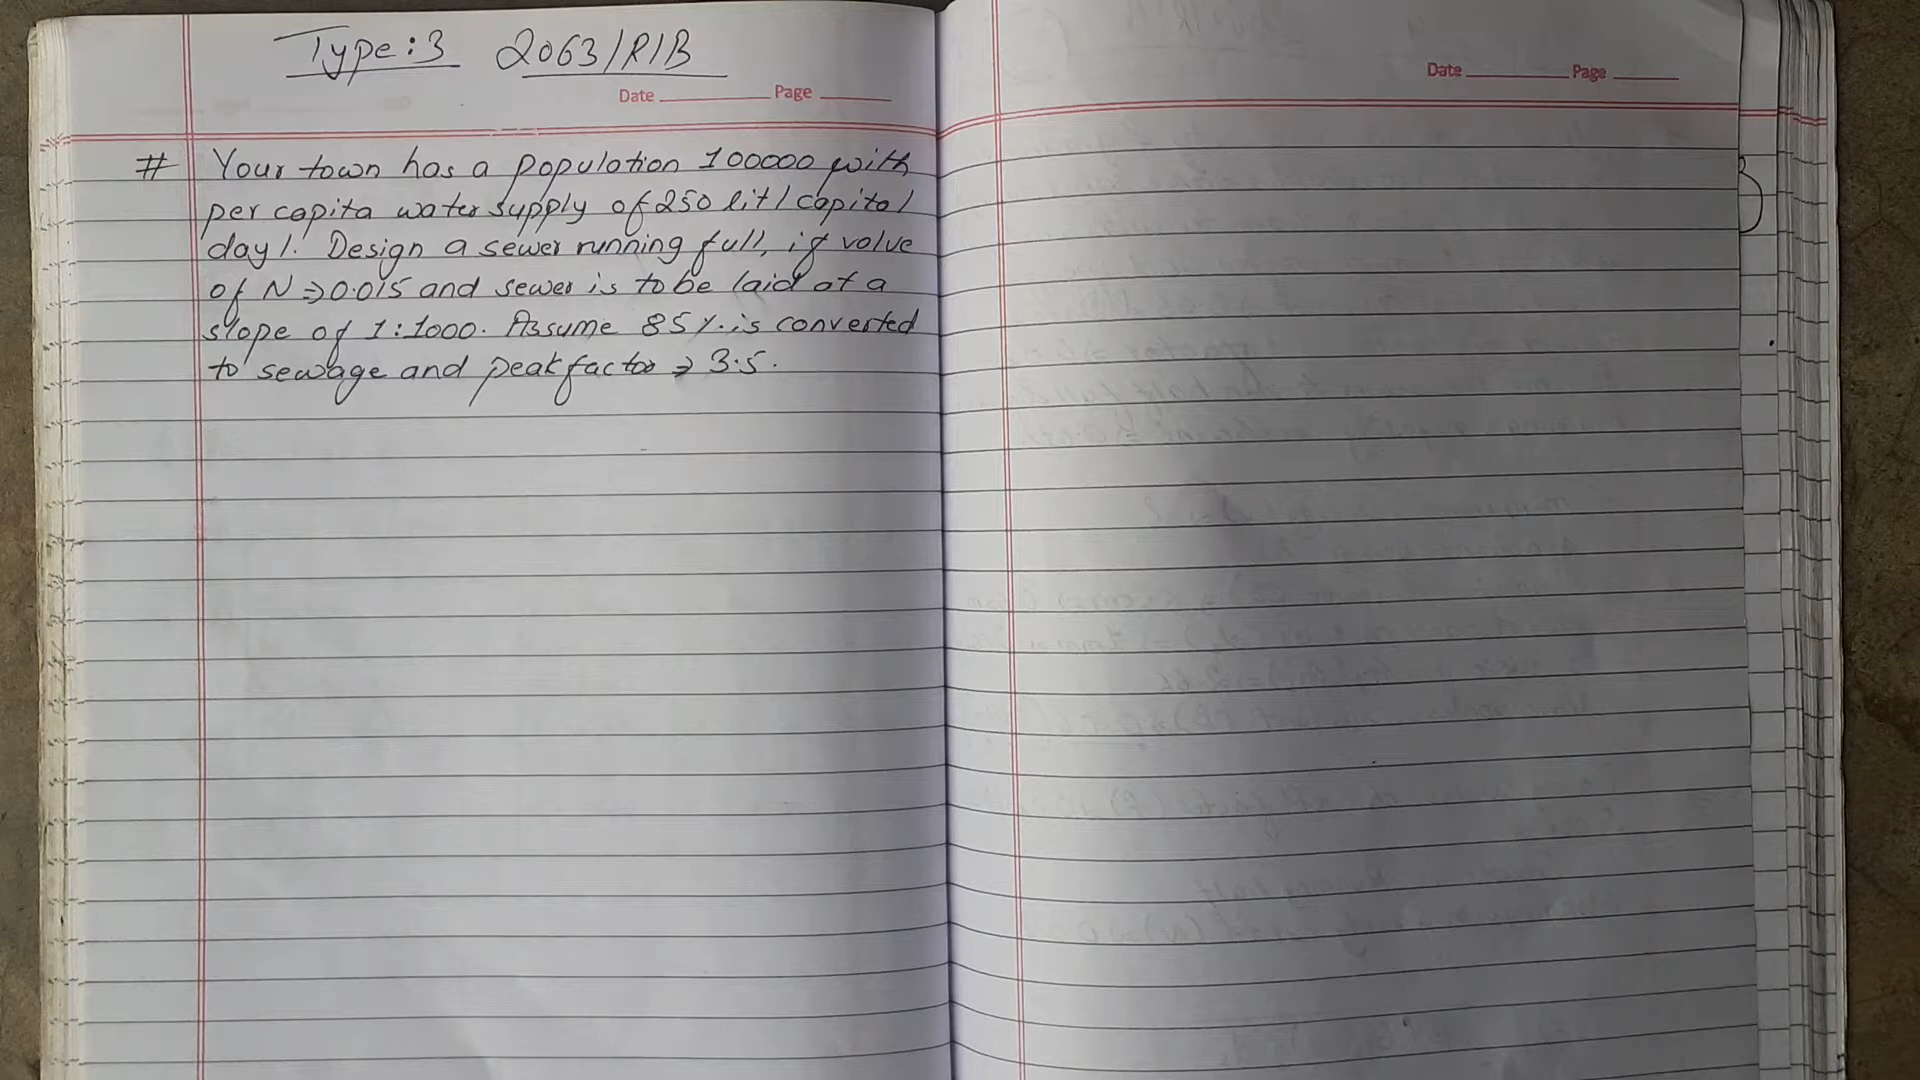 Type:3 2063/R/B
Date Page
Date Page
# Your town has a population 100000 with
per capita water supply of 250 lit/capita/
day/. Design a sewer running full, if value
of N ⇒ 0.015 and sewer is to be laid at a
slope of 1:1000. Assume 85%. is converted
to sewage and peak factor ⇒ 3.5.